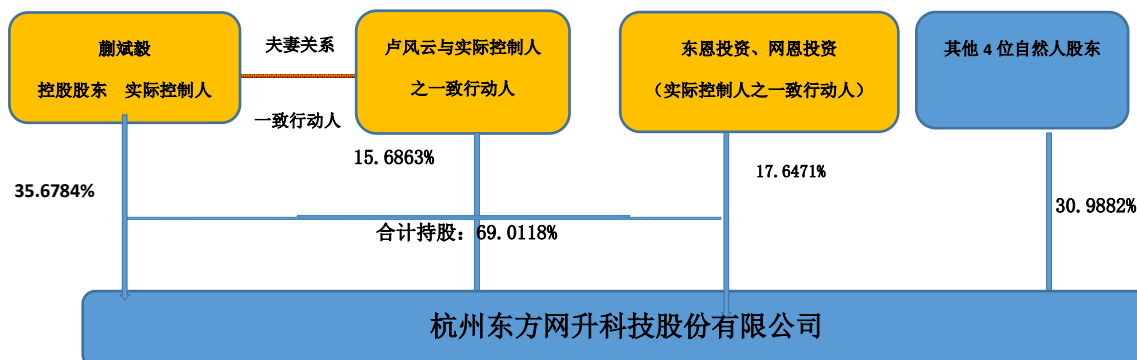 蒯斌毅
控股股东 实际控制人
夫妻关系
一致行动人
卢风云与实际控制人
之一致行动人
东恩投资、网恩投资
（实际控制人之一致行动人）
其他 4 位自然人股东
35.6784%
15.6863%
17.6471%
30.9882%
合计持股：69.0118%
杭州东方网升科技股份有限公司